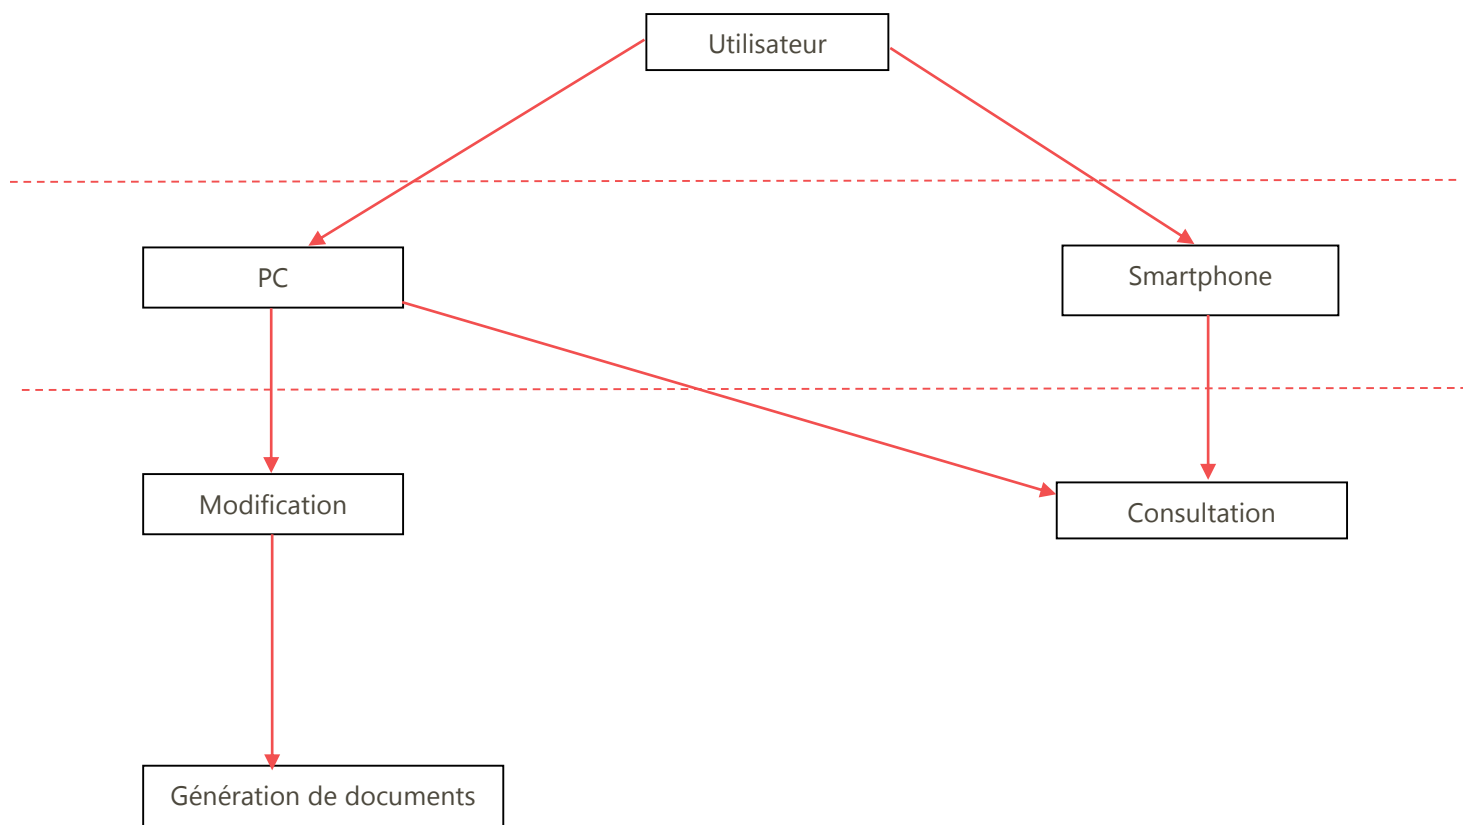 Utilisateur
PC
Smartphone
Modification
Consultation
Génération de documents